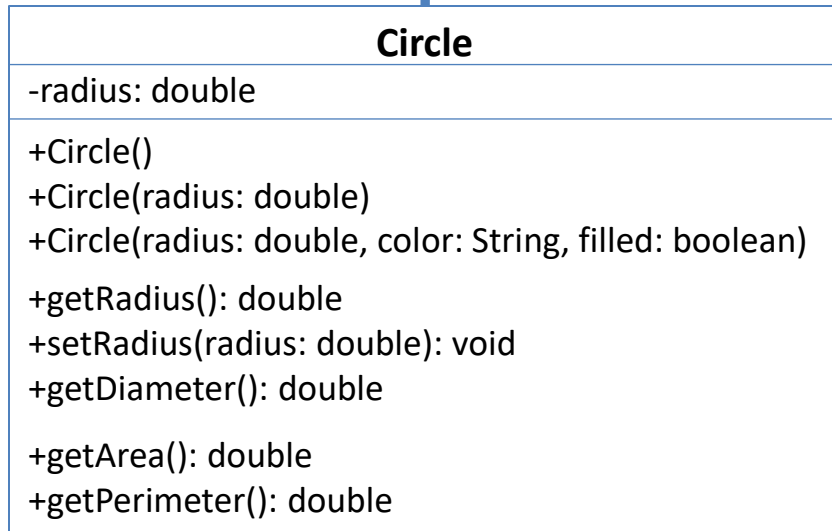 Circle
-radius: double
+Circle()
+Circle(radius: double)
+Circle(radius: double, color: String, filled: boolean)
+getRadius(): double
+setRadius(radius: double): void
+getDiameter(): double
+getArea(): double
+getPerimeter(): double